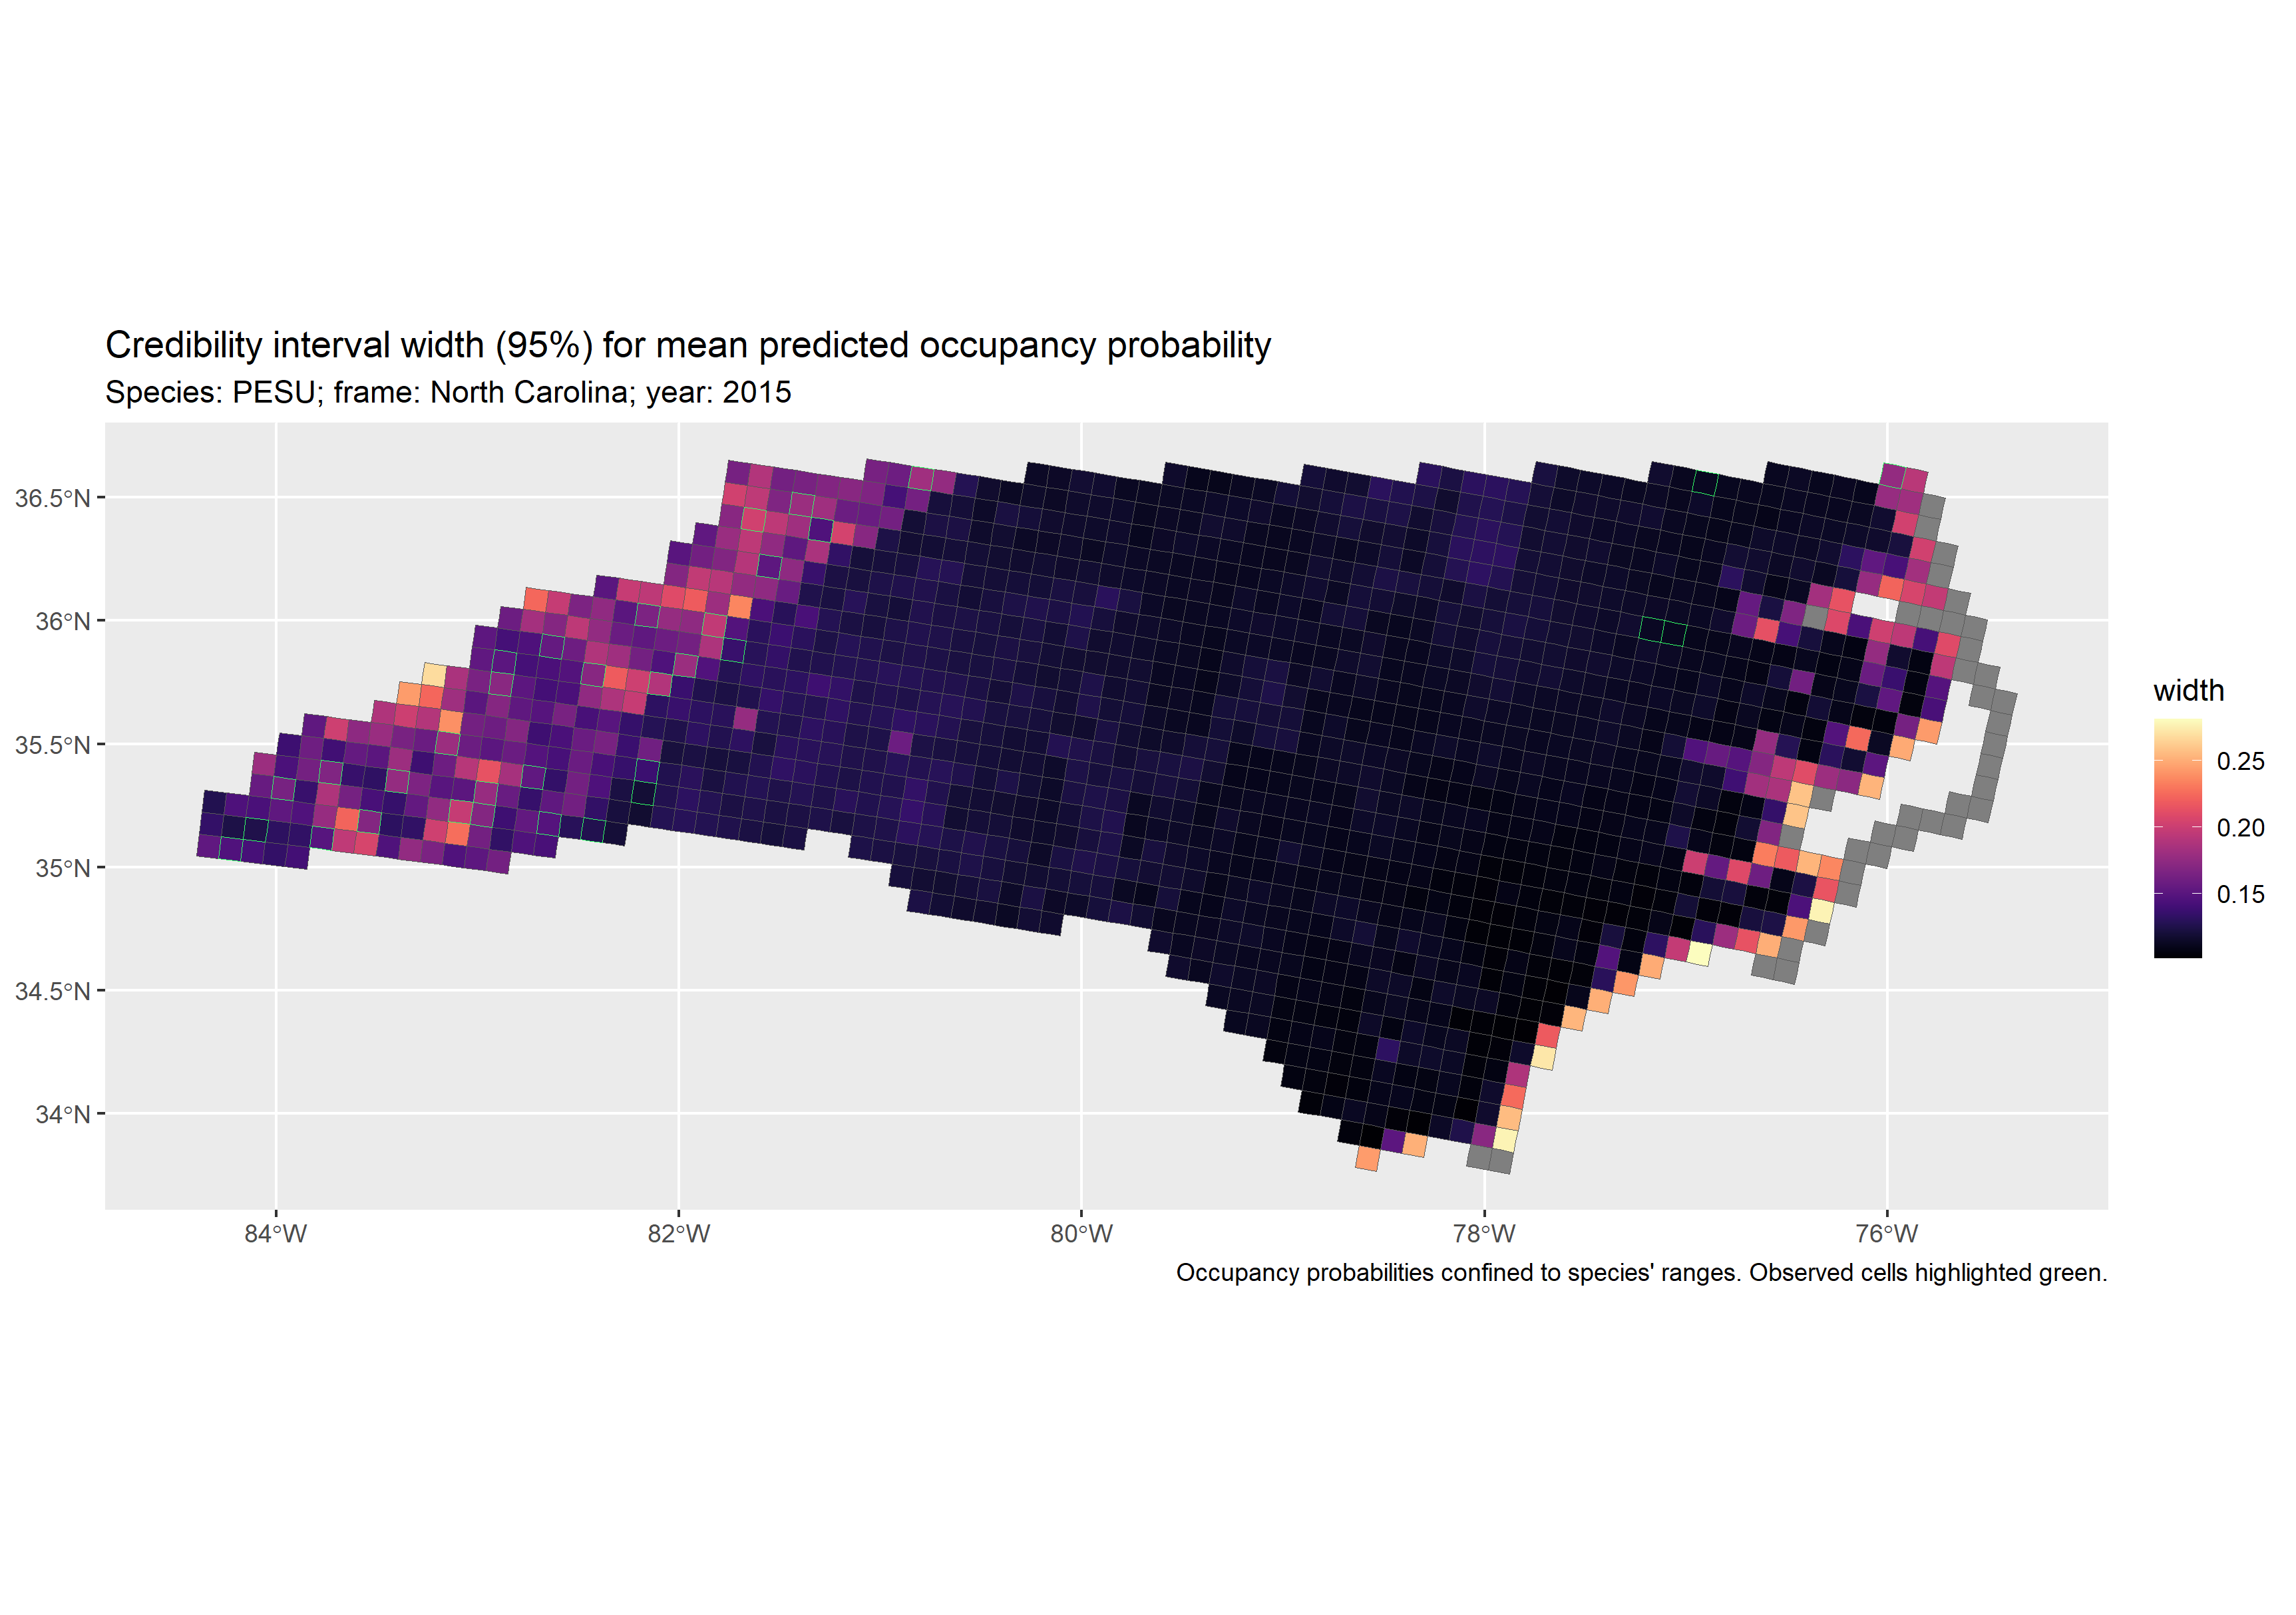 Credibility interval width (95%) for mean predicted occupancy probability
Species: PESU; frame: North Carolina; year: 2015
36.5°N
36°N
35.5°N
35°N
34.5°N
34°N
84°W
82°W
80°W
78°W
76°W
width
0.25
0.20
0.15
Occupancy probabilities confined to species' ranges. Observed cells highlighted green.